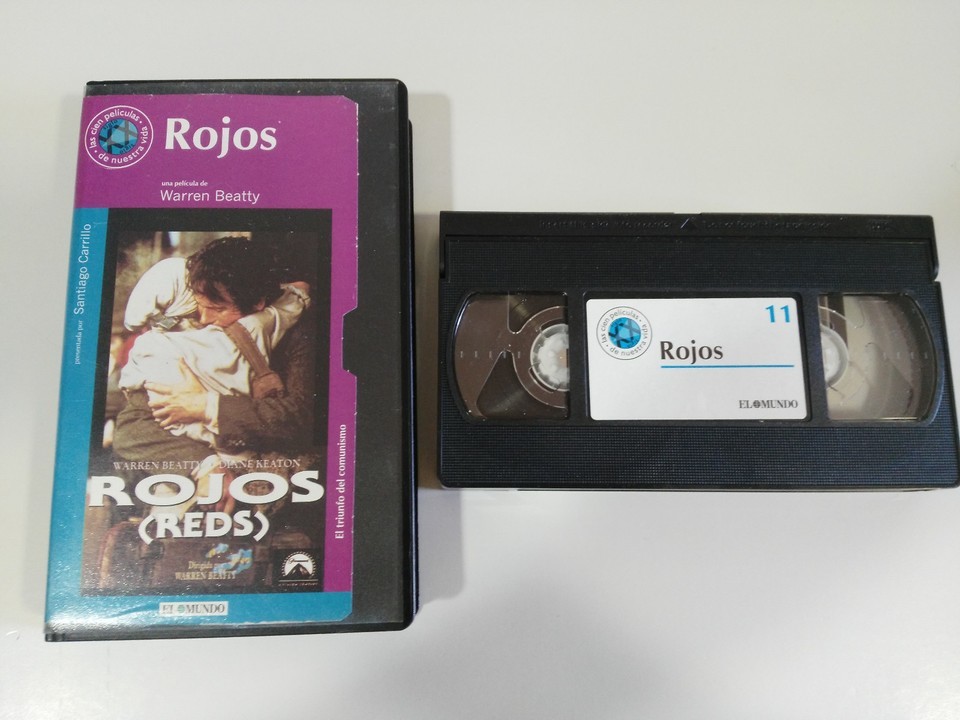 las cien películas
de nuestra vida
Rojos
una película de
Warren Beatty
presentada por Santiago Carrillo
WARREN BEATTY DIANE KEATON
ROJOS
(REDS)
Dirigida
WARREN BEATTY
El triunfo del comunismo
EL MUNDO
las cien películas
de nuestra vida
11
Rojos
EL MUNDO